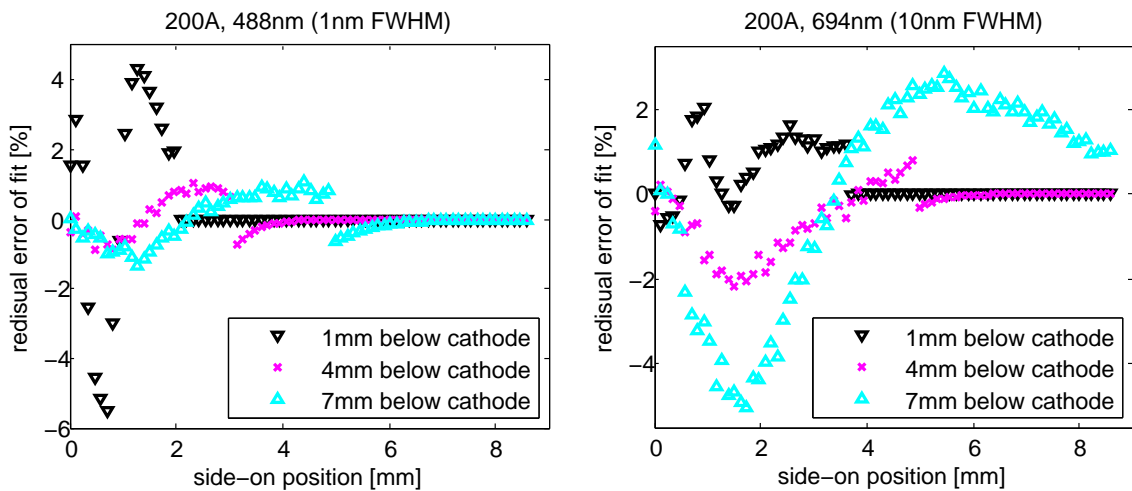 200A, 488nm (1nm FWHM)
redisual error of fit [%]
4
2
0
−2
−4
−6
0
2
4
6
8
side−on position [mm]
1mm below cathode
4mm below cathode
7mm below cathode
200A, 694nm (10nm FWHM)
redisual error of fit [%]
2
0
−2
−4
0
2
4
6
8
side−on position [mm]
1mm below cathode
4mm below cathode
7mm below cathode